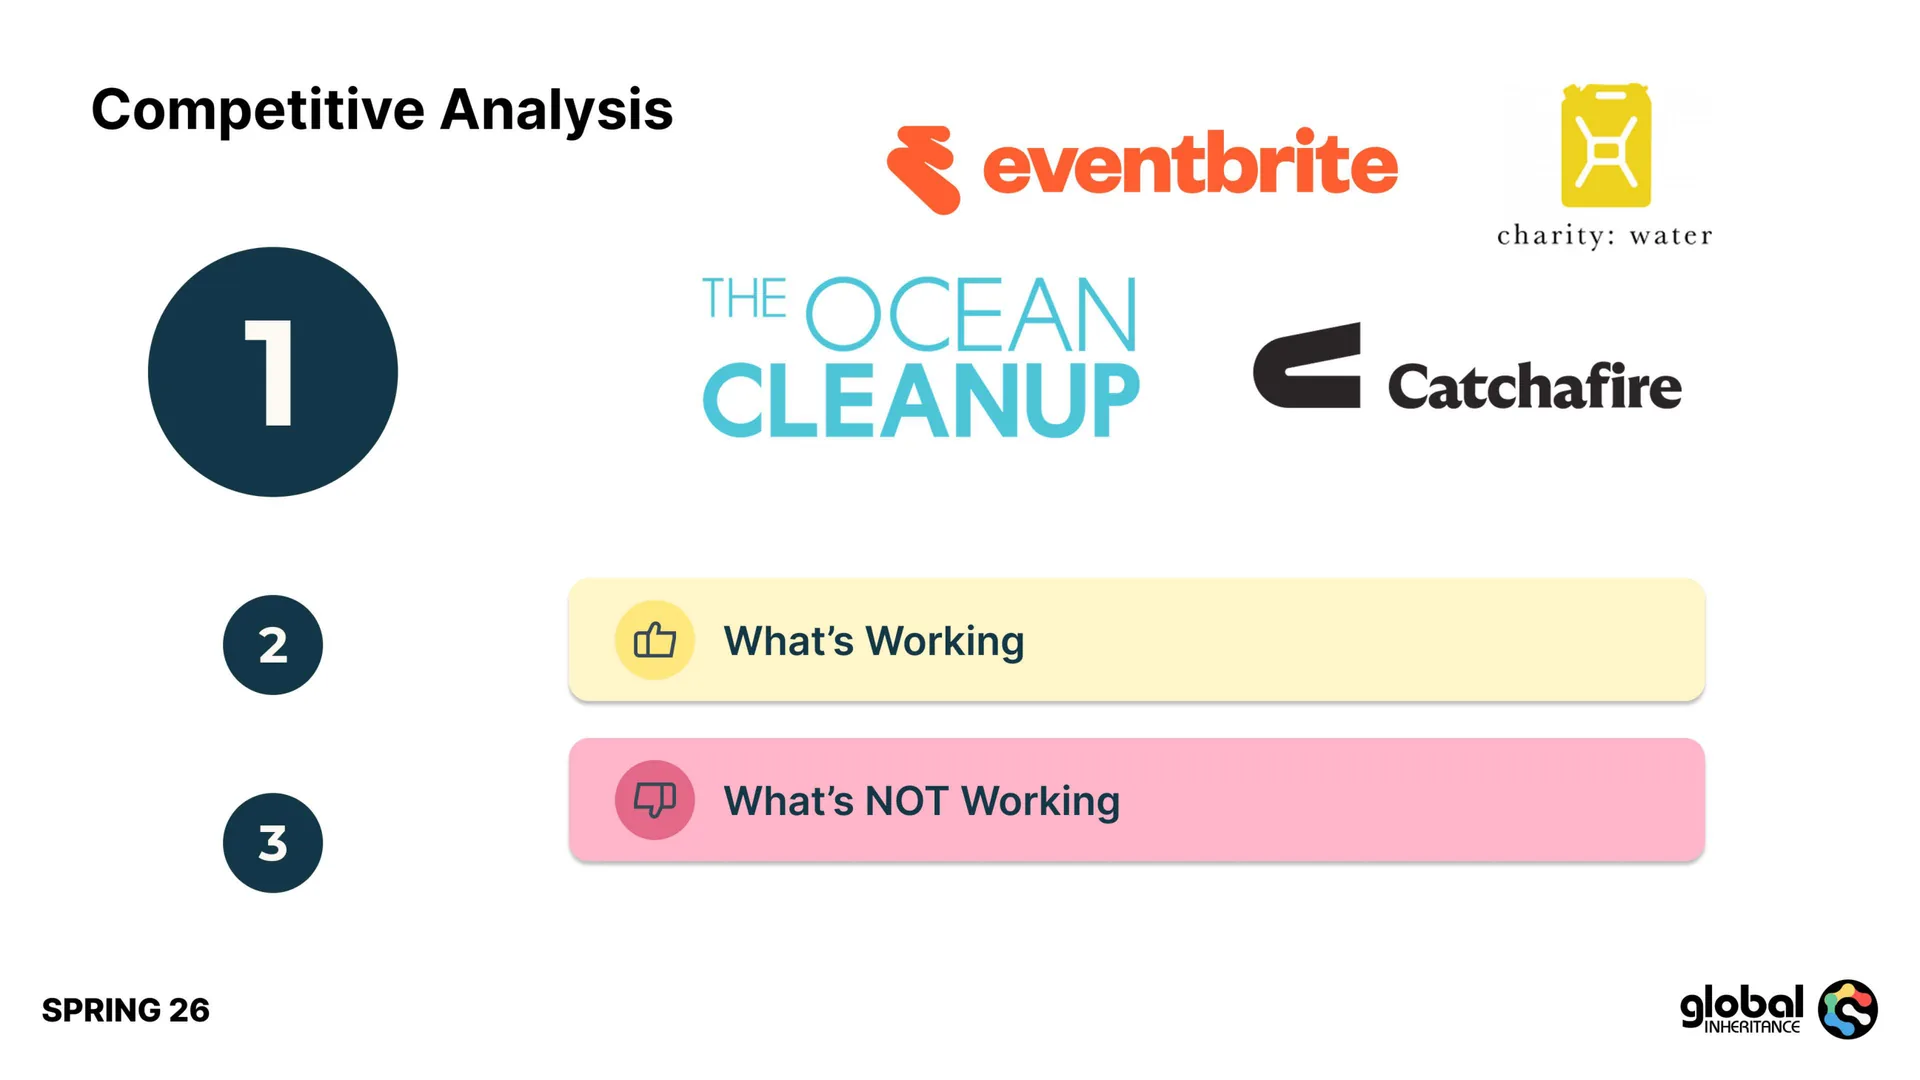 Competitive Analysis
eventbrite
charity: water
1
THE OCEAN
CLEANUP
Catchafire
2
What's Working
3
What's NOT Working
SPRING 26
global
INHERITANCE